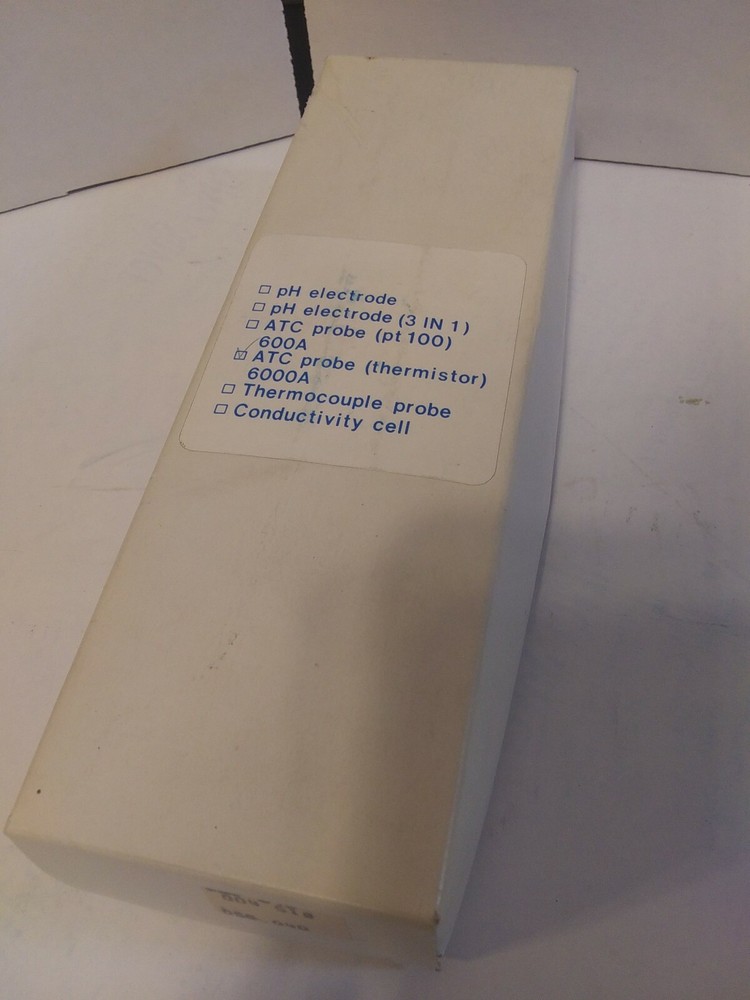 ☐ pH electrode
☐ pH electrode (3 IN 1)
☐ ATC probe (pt 100)
600A
☑ ATC probe (thermistor)
6000A
☐ Thermocouple probe
☐ Conductivity cell